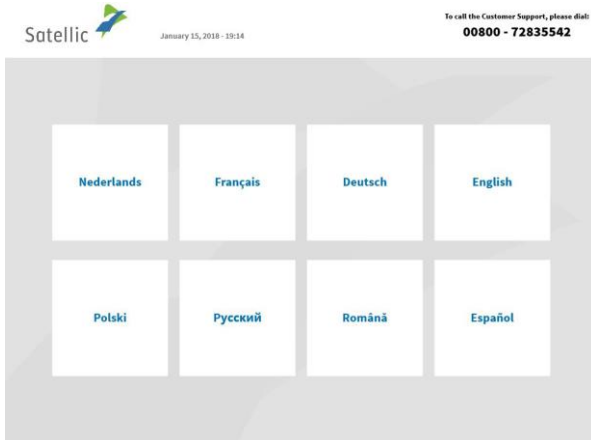 To call the Customer Support, please dial:
Satellic
January 15, 2018 - 19:14
00800 - 72835542
Nederlands
Français
Deutsch
English
Polski
Русский
Română
Español